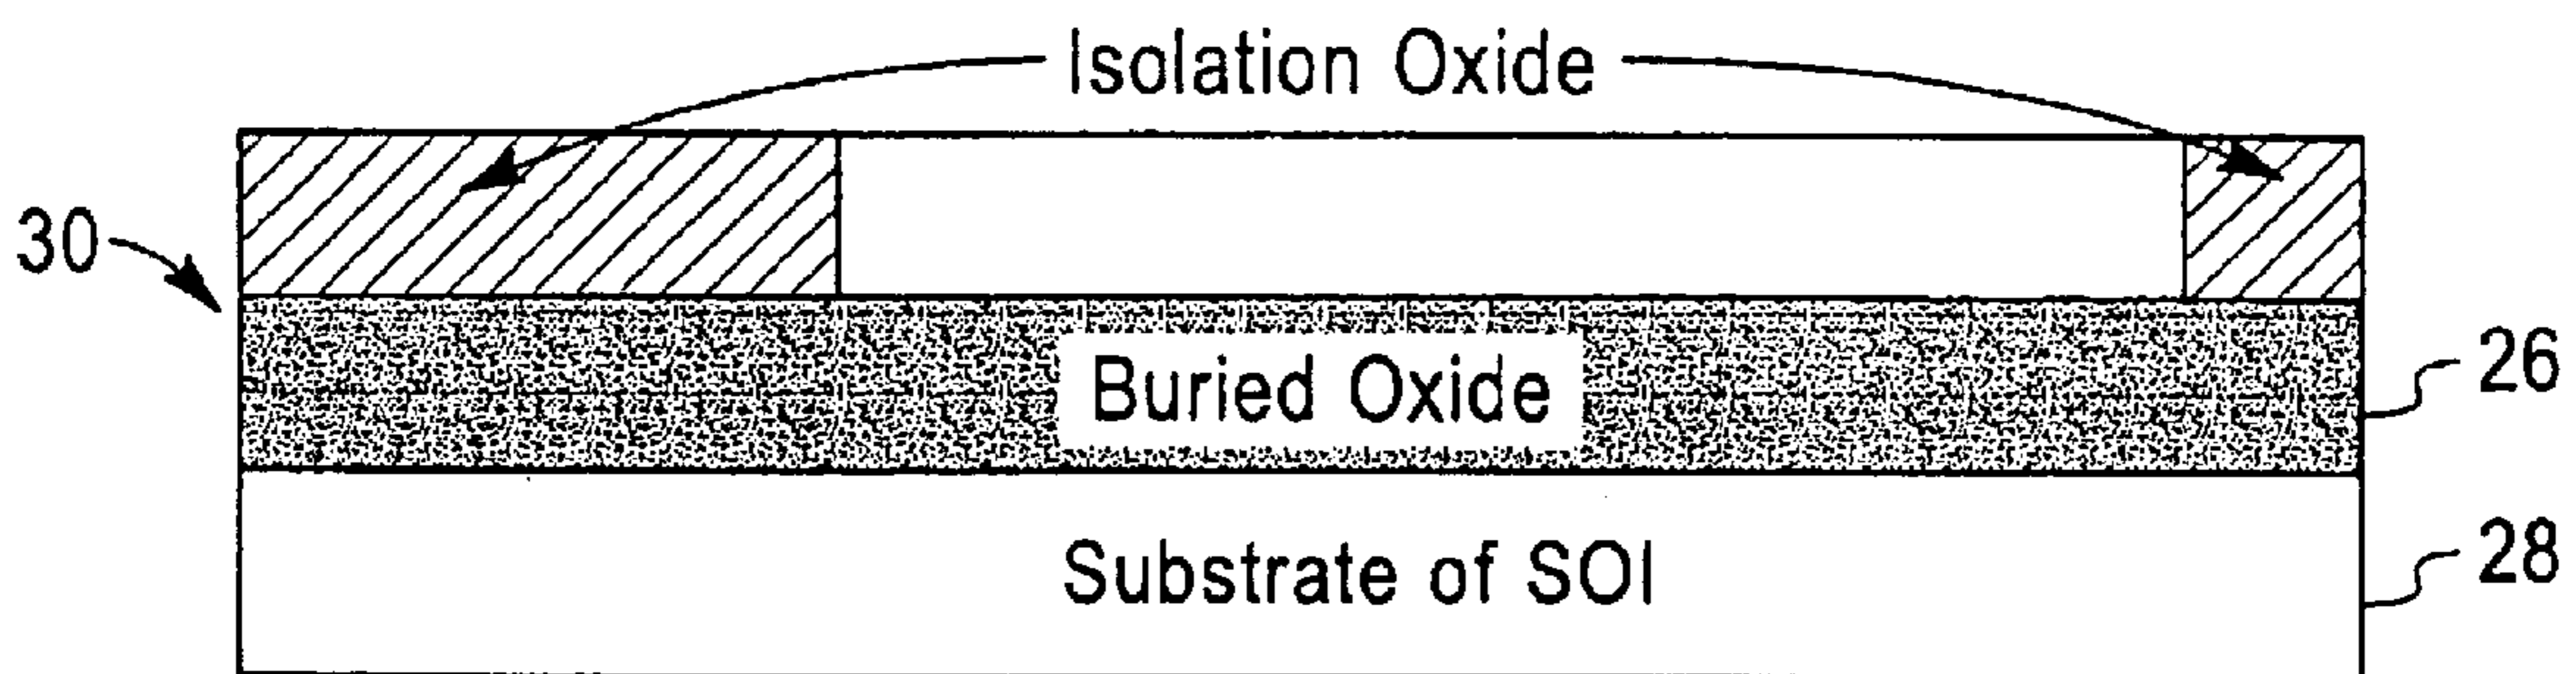 Isolation Oxide
30
Buried Oxide
26
Substrate of SOI
28